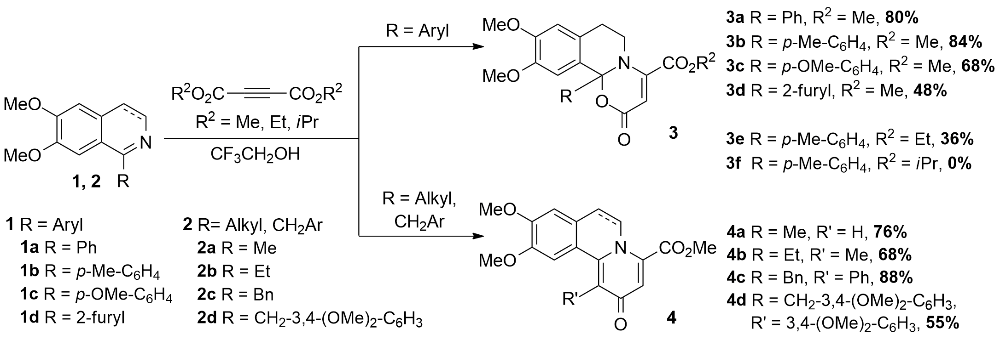 MeO
MeO
N
R
1, 2
1 R = Aryl
1a R = Ph
1b R = p-Me-C6H4
1c R = p-OMe-C6H4
1d R = 2-furyl
2 R= Alkyl, CH2Ar
2a R = Me
2b R = Et
2c R = Bn
2d R = CH2-3,4-(OMe)2-C6H3
R2O2C CO2R2
R2 = Me, Et, iPr
CF3CH2OH
R = Aryl
R = Alkyl,
CH2Ar
MeO
MeO
N
CO2R2
R
O
O
3
3a R = Ph, R2 = Me, 80%
3b R = p-Me-C6H4, R2 = Me, 84%
3c R = p-OMe-C6H4, R2 = Me, 68%
3d R = 2-furyl, R2 = Me, 48%
3e R = p-Me-C6H4, R2 = Et, 36%
3f R = p-Me-C6H4, R2 = iPr, 0%
MeO
MeO
N
CO2Me
R'
O
4
4a R = Me, R' = H, 76%
4b R = Et, R' = Me, 68%
4c R = Bn, R' = Ph, 88%
4d R = CH2-3,4-(OMe)2-C6H3,
R' = 3,4-(OMe)2-C6H3, 55%